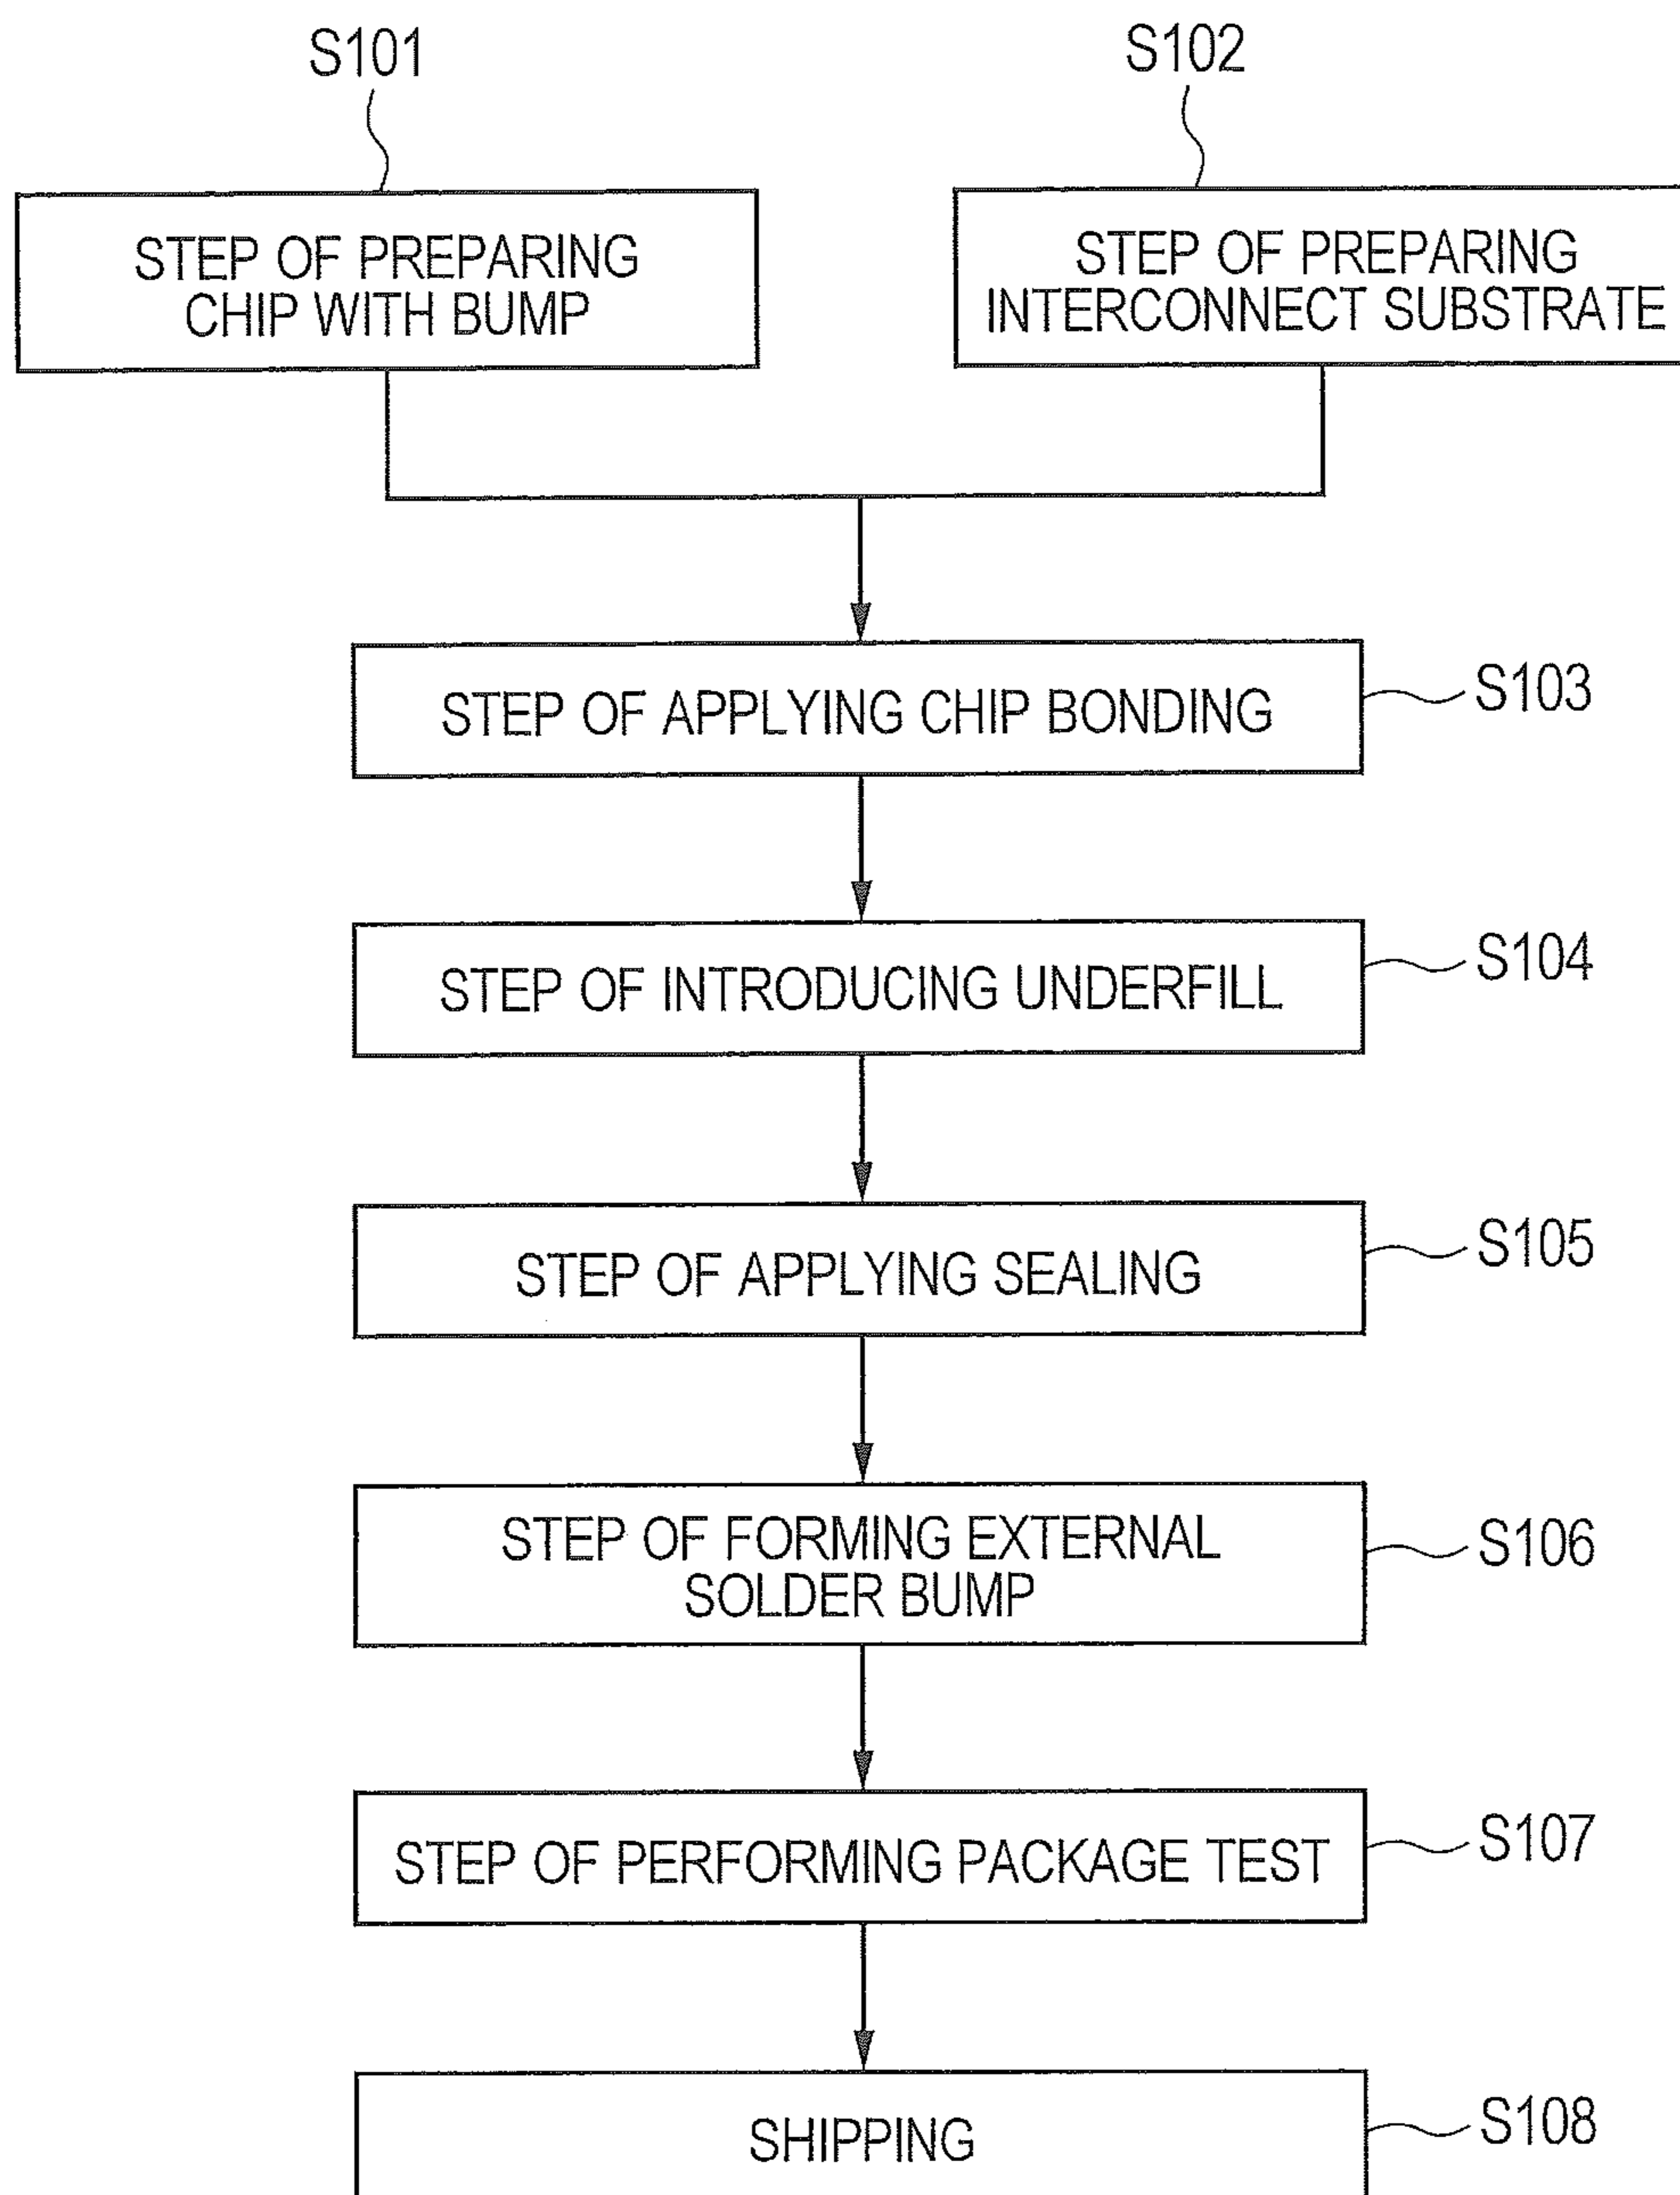 S101
S102
STEP OF PREPARING
CHIP WITH BUMP
STEP OF PREPARING
INTERCONNECT SUBSTRATE
STEP OF APPLYING CHIP BONDING
S103
STEP OF INTRODUCING UNDERFILL
S104
STEP OF APPLYING SEALING
S105
STEP OF FORMING EXTERNAL
SOLDER BUMP
S106
STEP OF PERFORMING PACKAGE TEST
S107
SHIPPING
S108